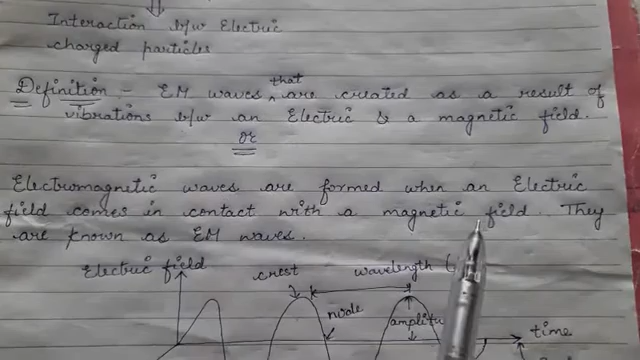 Interaction b/w Electric
charged particles
Definition - EM waves that are created as a result of
vibrations b/w an Electric & a magnetic field.
or
Electromagnetic waves are formed when an Electric
field comes in contact with a magnetic field. They
are known as EM waves.
Electric field crest wavelength
node
time